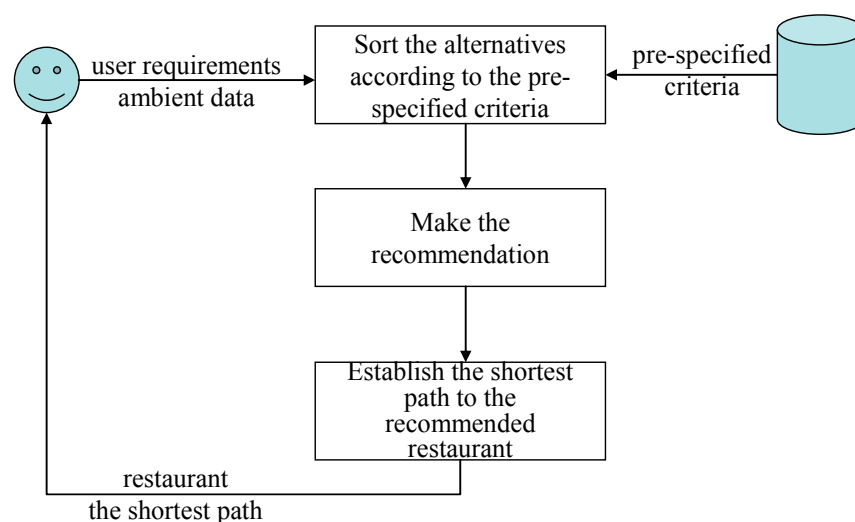 user requirements
ambient data
Sort the alternatives
according to the pre-
specified criteria
pre-specified
criteria
Make the
recommendation
Establish the shortest
path to the
recommended
restaurant
restaurant
the shortest path